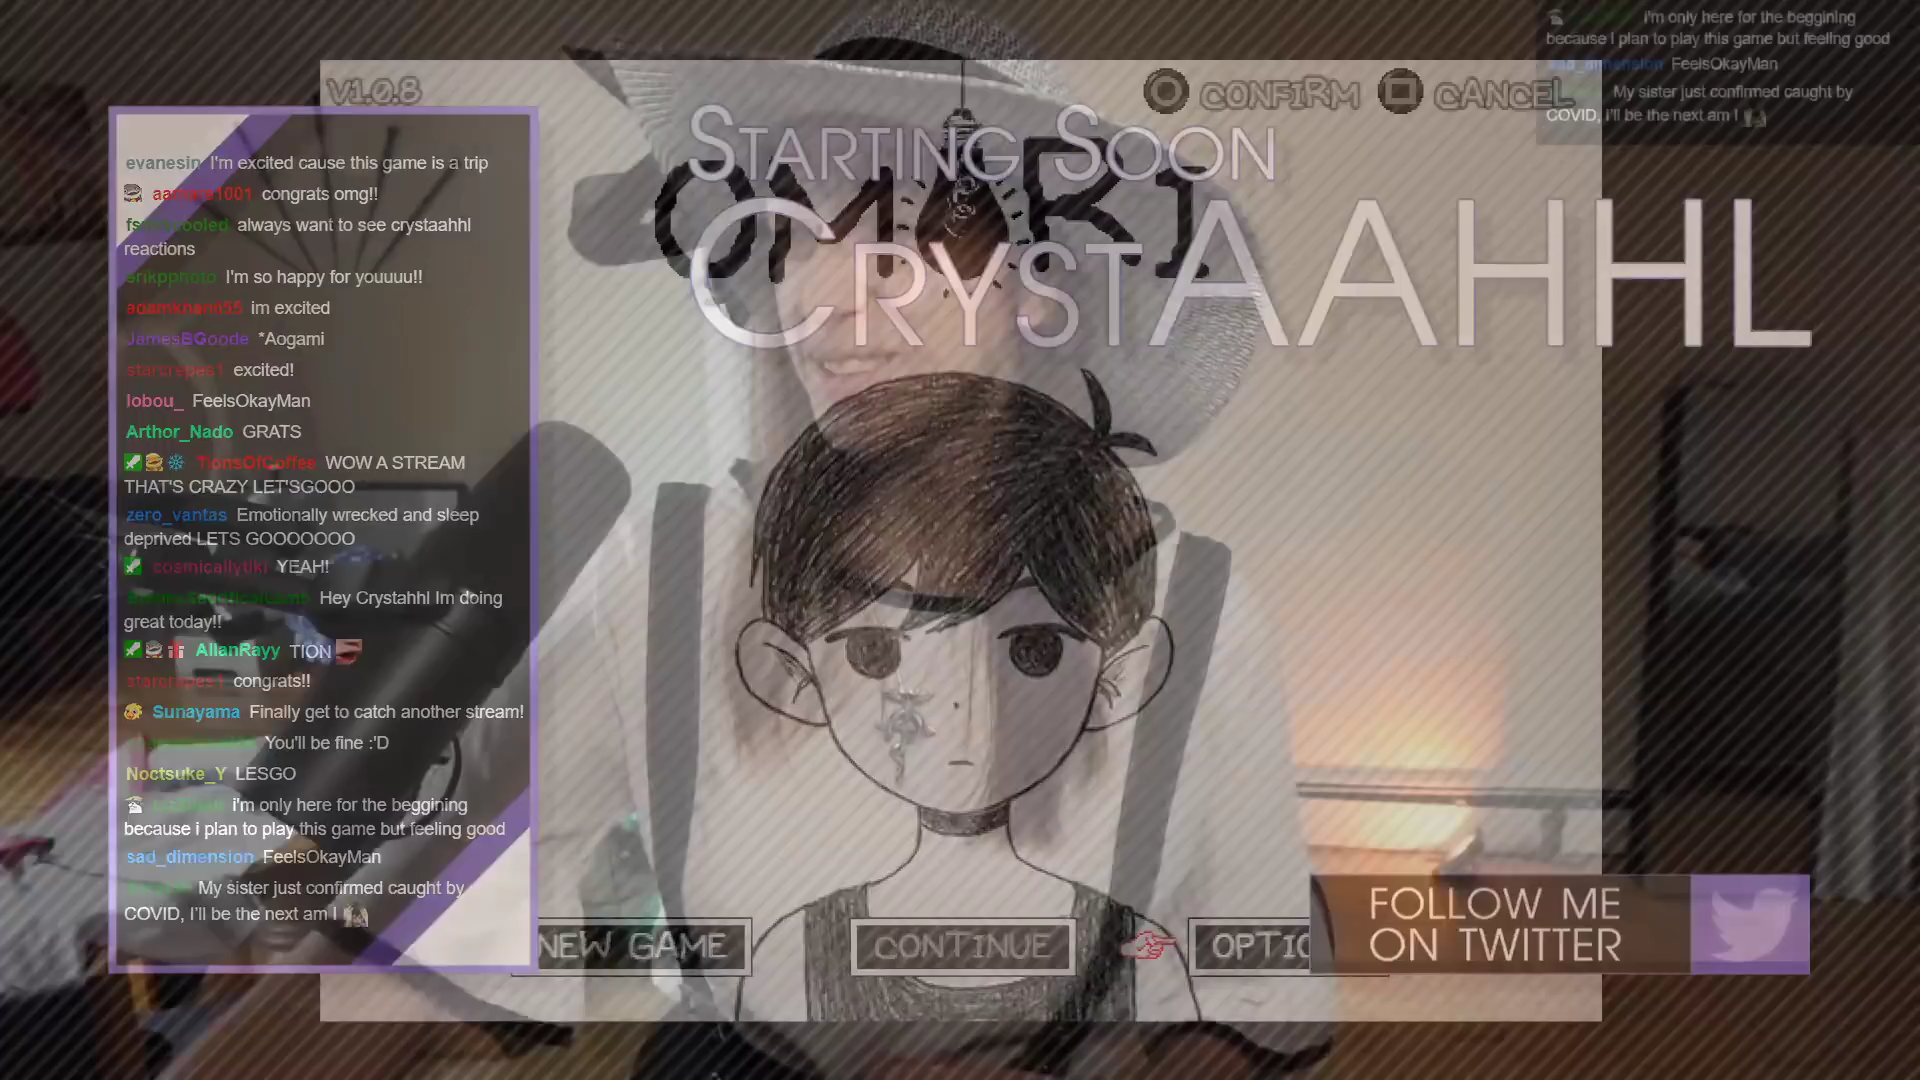 i'm only here for the beggining
because i plan to play this game but feeling good
sad_dimension FeelsOkayMan
My sister just confirmed caught by
COVID, I'll be the next am I
V1.0.8
CONFIRM
CANCEL
STARTING SOON
OMORI
CRYSTAAHHL
evanesin I'm excited cause this game is a trip
congrats omg!!
always want to see crystaahhl
reactions
erikpphoto I'm so happy for youuuu!!
adamkhan655 im excited
JamesBGoode *Aogami
starcrepes1 excited!
lobou_ FeelsOkayMan
Arthor_Nado GRATS
TionsOfCoffee WOW A STREAM
THAT'S CRAZY LET'SGOOO
zero_vantas Emotionally wrecked and sleep
deprived LETS GOOOOOOO
cosmicallytiki YEAH!
Hey Crystahhl Im doing
great today!!
AllanRayy TION
starcrepes1 congrats!!
Sunayama Finally get to catch another stream!
You'll be fine :'D
Noctsuke_Y LESGO
i'm only here for the beggining
because i plan to play this game but feeling good
sad_dimension FeelsOkayMan
My sister just confirmed caught by
COVID, I'll be the next am I
NEW GAME
CONTINUE
OPTIO
FOLLOW ME
ON TWITTER